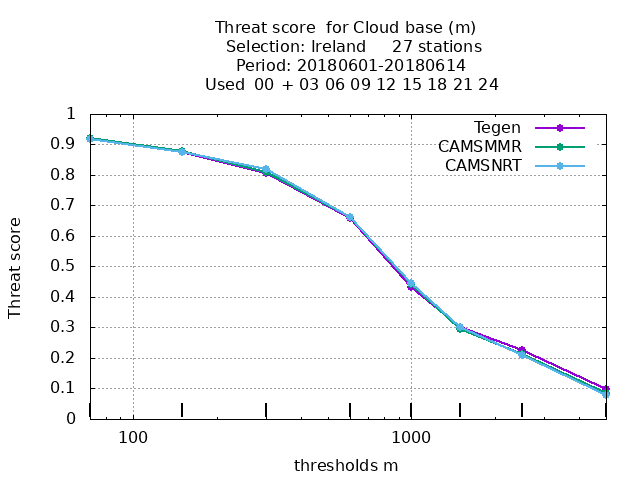 Threat score  for Cloud base (m)
Selection: Ireland     27 stations
Period: 20180601-20180614
Used  00 + 03 06 09 12 15 18 21 24
Tegen
CAMSMMR
CAMSNRT
Threat score
1
0.9
0.8
0.7
0.6
0.5
0.4
0.3
0.2
0.1
0
100
1000
thresholds m